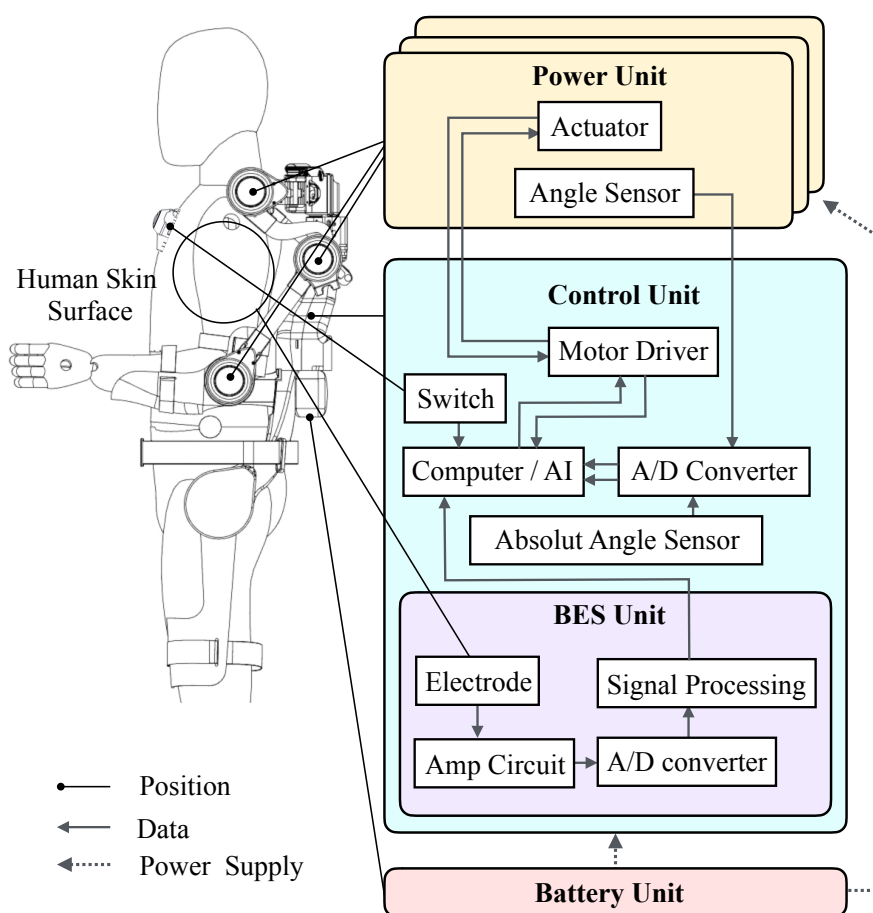 Power Unit
Actuator
Angle Sensor
Human Skin
Surface
Control Unit
Motor Driver
Switch
Computer / AI
A/D Converter
Absolut Angle Sensor
BES Unit
Electrode
Signal Processing
Amp Circuit
A/D converter
Position
Data
Power Supply
Battery Unit